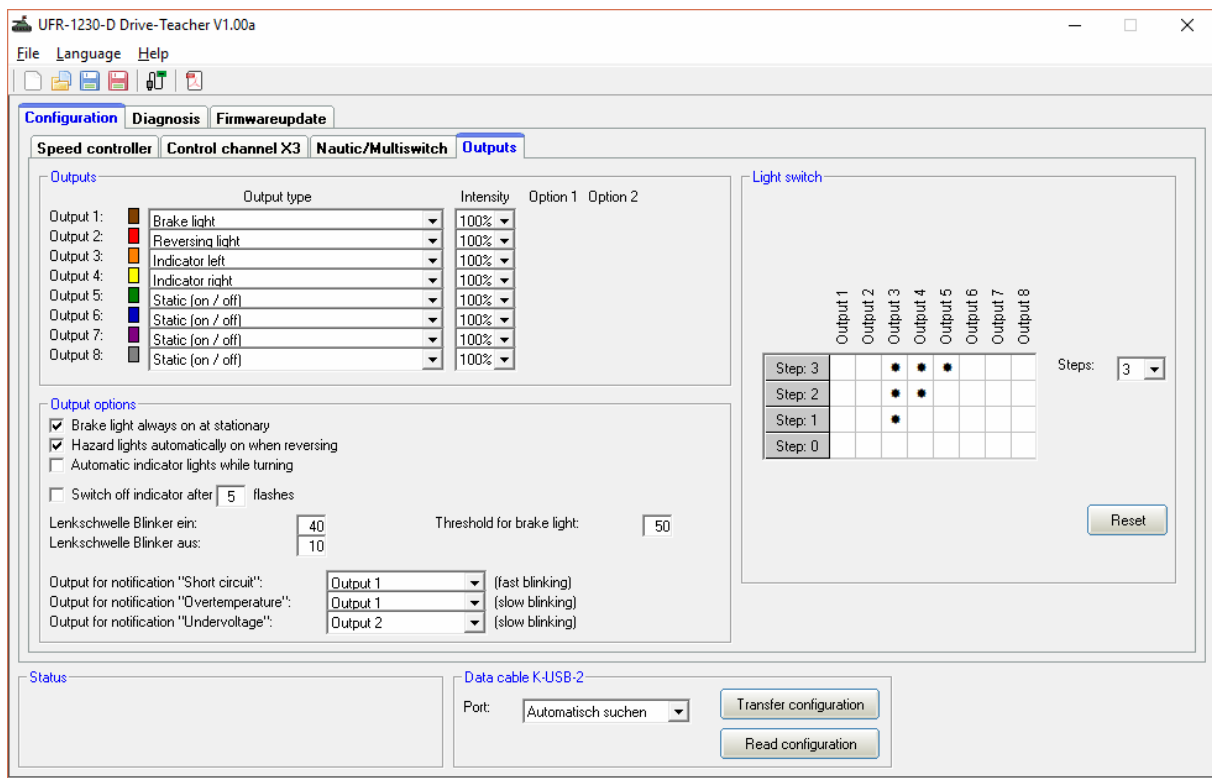 UFR-1230-D Drive-Teacher V1.00a
File Language Help
Configuration Diagnosis Firmwareupdate
Speed controller Control channel X3 Nautic/Multiswitch Outputs
Outputs
Output type Intensity Option 1 Option 2
Output 1: Brake light 100%
Output 2: Reversing light 100%
Output 3: Indicator left 100%
Output 4: Indicator right 100%
Output 5: Static (on / off) 100%
Output 6: Static (on / off) 100%
Output 7: Static (on / off) 100%
Output 8: Static (on / off) 100%
Output options
Brake light always on at stationary
Hazard lights automatically on when reversing
Automatic indicator lights while turning
Switch off indicator after 5 flashes
Lenkschwelle Blinker ein: 40 Threshold for brake light: 50
Lenkschwelle Blinker aus: 10
Output for notification "Short circuit": Output 1 (fast blinking)
Output for notification "Overtemperature": Output 1 (slow blinking)
Output for notification "Undervoltage": Output 2 (slow blinking)
Light switch
Output 1 Output 2 Output 3 Output 4 Output 5 Output 6 Output 7 Output 8
Step: 3 Steps: 3
Step: 2
Step: 1
Step: 0
Reset
Status
Data cable K-USB-2
Port: Automatisch suchen
Transfer configuration
Read configuration